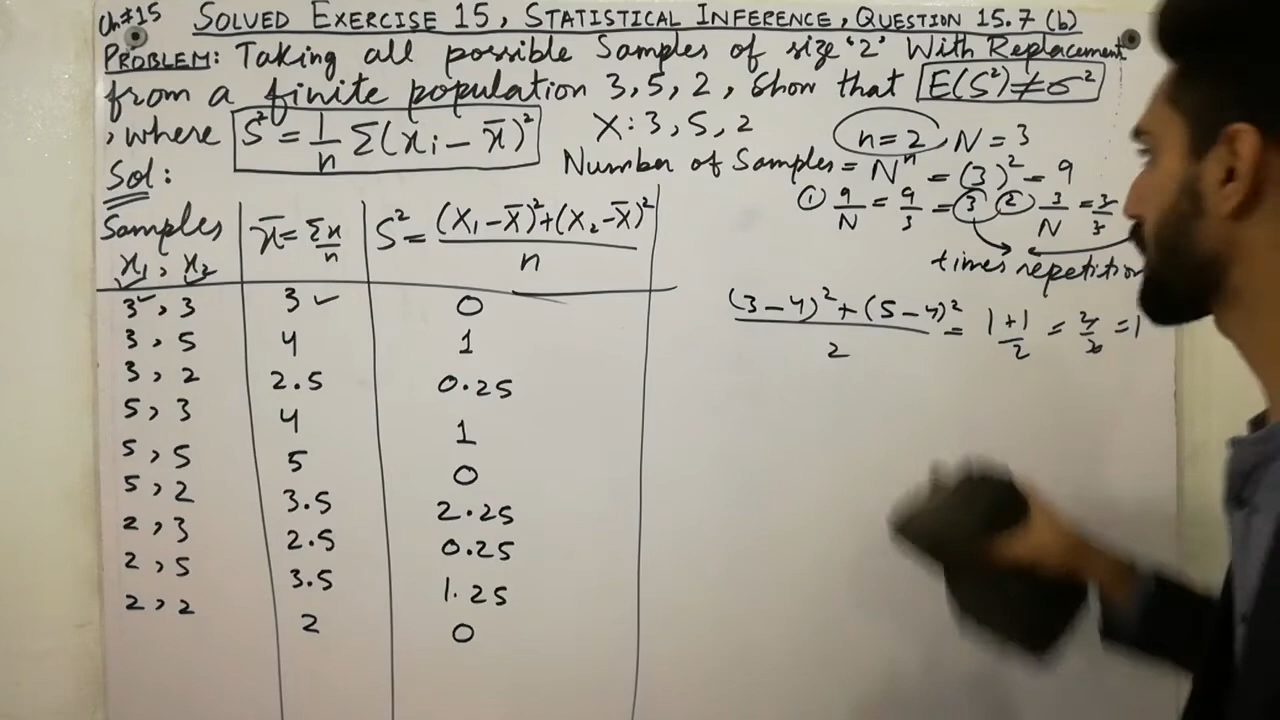 Ch#15 SOLVED EXERCISE 15, STATISTICAL INFERENCE, QUESTION 15.7 (b)
PROBLEM: Taking all possible Samples of size '2' With Replacement
from a finite population 3, 5, 2, Show that E(S²)≠σ²
, where S² = 1/n Σ(xi − x̄)² X: 3, 5, 2 n=2, N=3
Sol: Number of Samples = Nⁿ = (3)² = 9
① 9/N = 9/3 = 3 ② 3/N = 3/3
times repetition
Samples x̄ = Σx/n S² = (X₁−X̄)²+(X₂−X̄)² / n
x₁, x₂
3, 3 3 0
3, 5 4 1
3, 2 2.5 0.25
5, 3 4 1
5, 5 5 0
5, 2 3.5 2.25
2, 3 2.5 0.25
2, 5 3.5 1.25
2, 2 2 0
(3−4)²+(5−4)² / 2 = 1+1/2 = 2/2 = 1